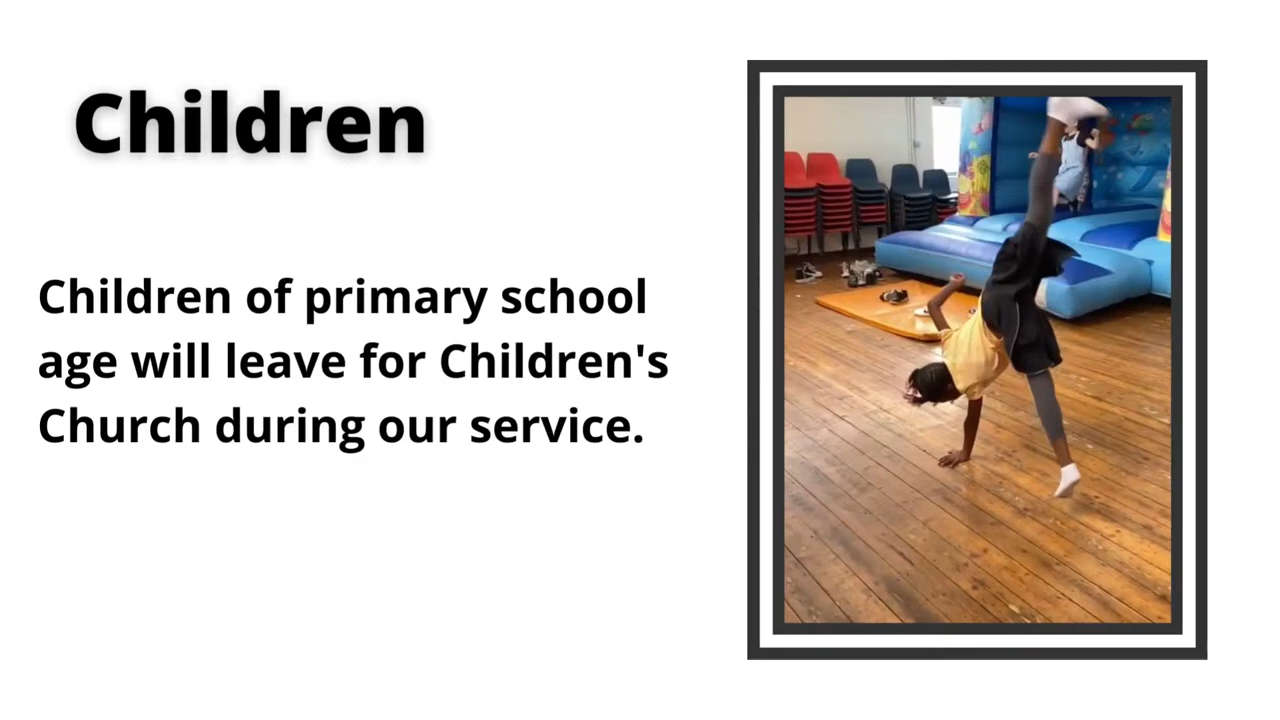 Children
Children of primary school
age will leave for Children's
Church during our service.